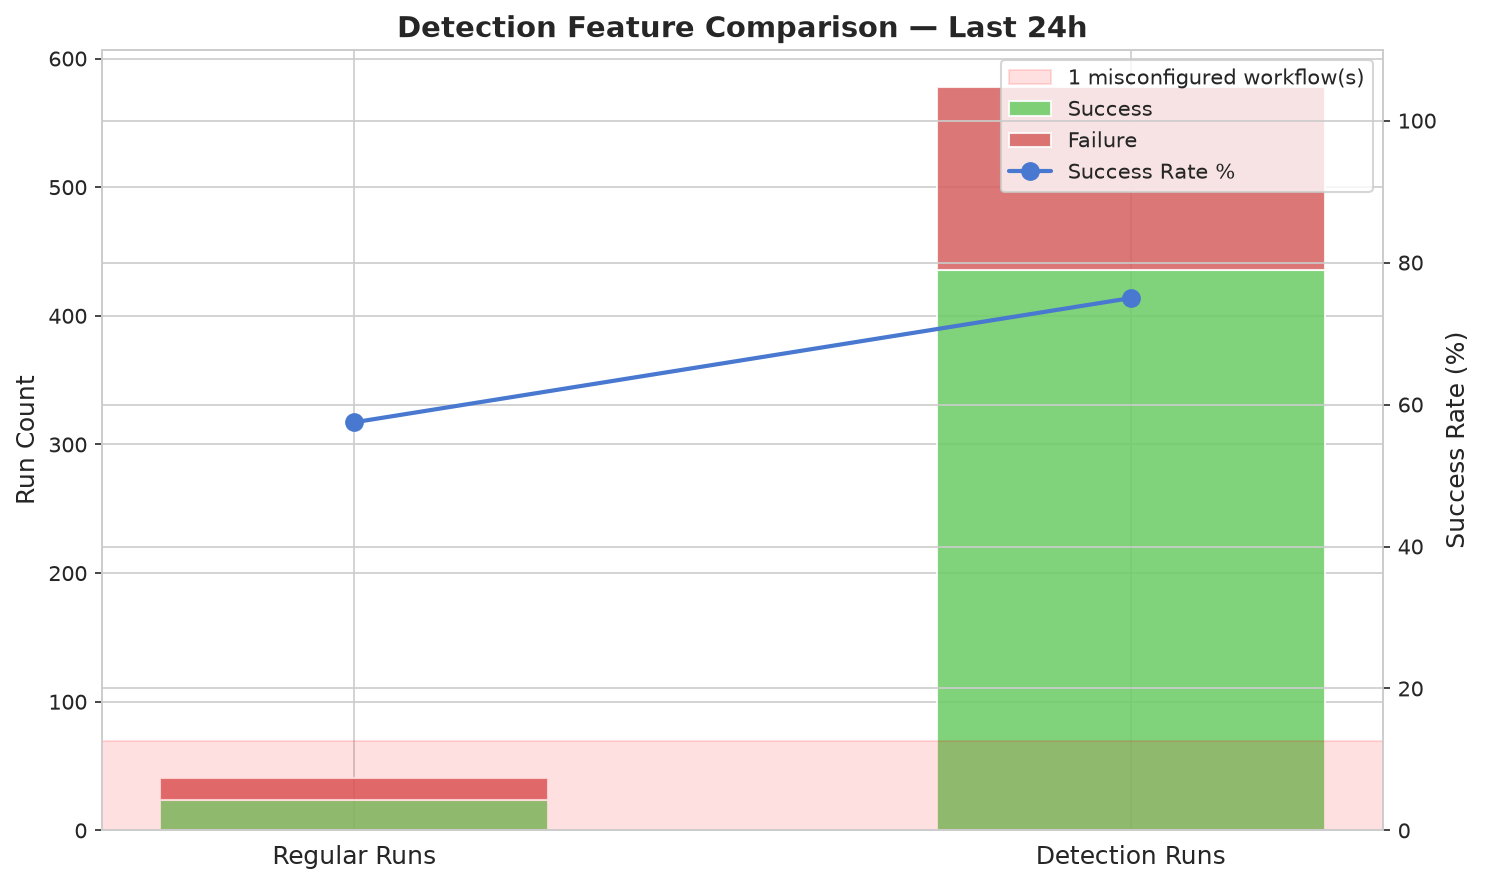 Detection Feature Comparison — Last 24h
1 misconfigured workflow(s)
Success
Failure
Success Rate %
Run Count
600
500
400
300
200
100
0
100
80
60
40
20
0
Success Rate (%)
Regular Runs
Detection Runs